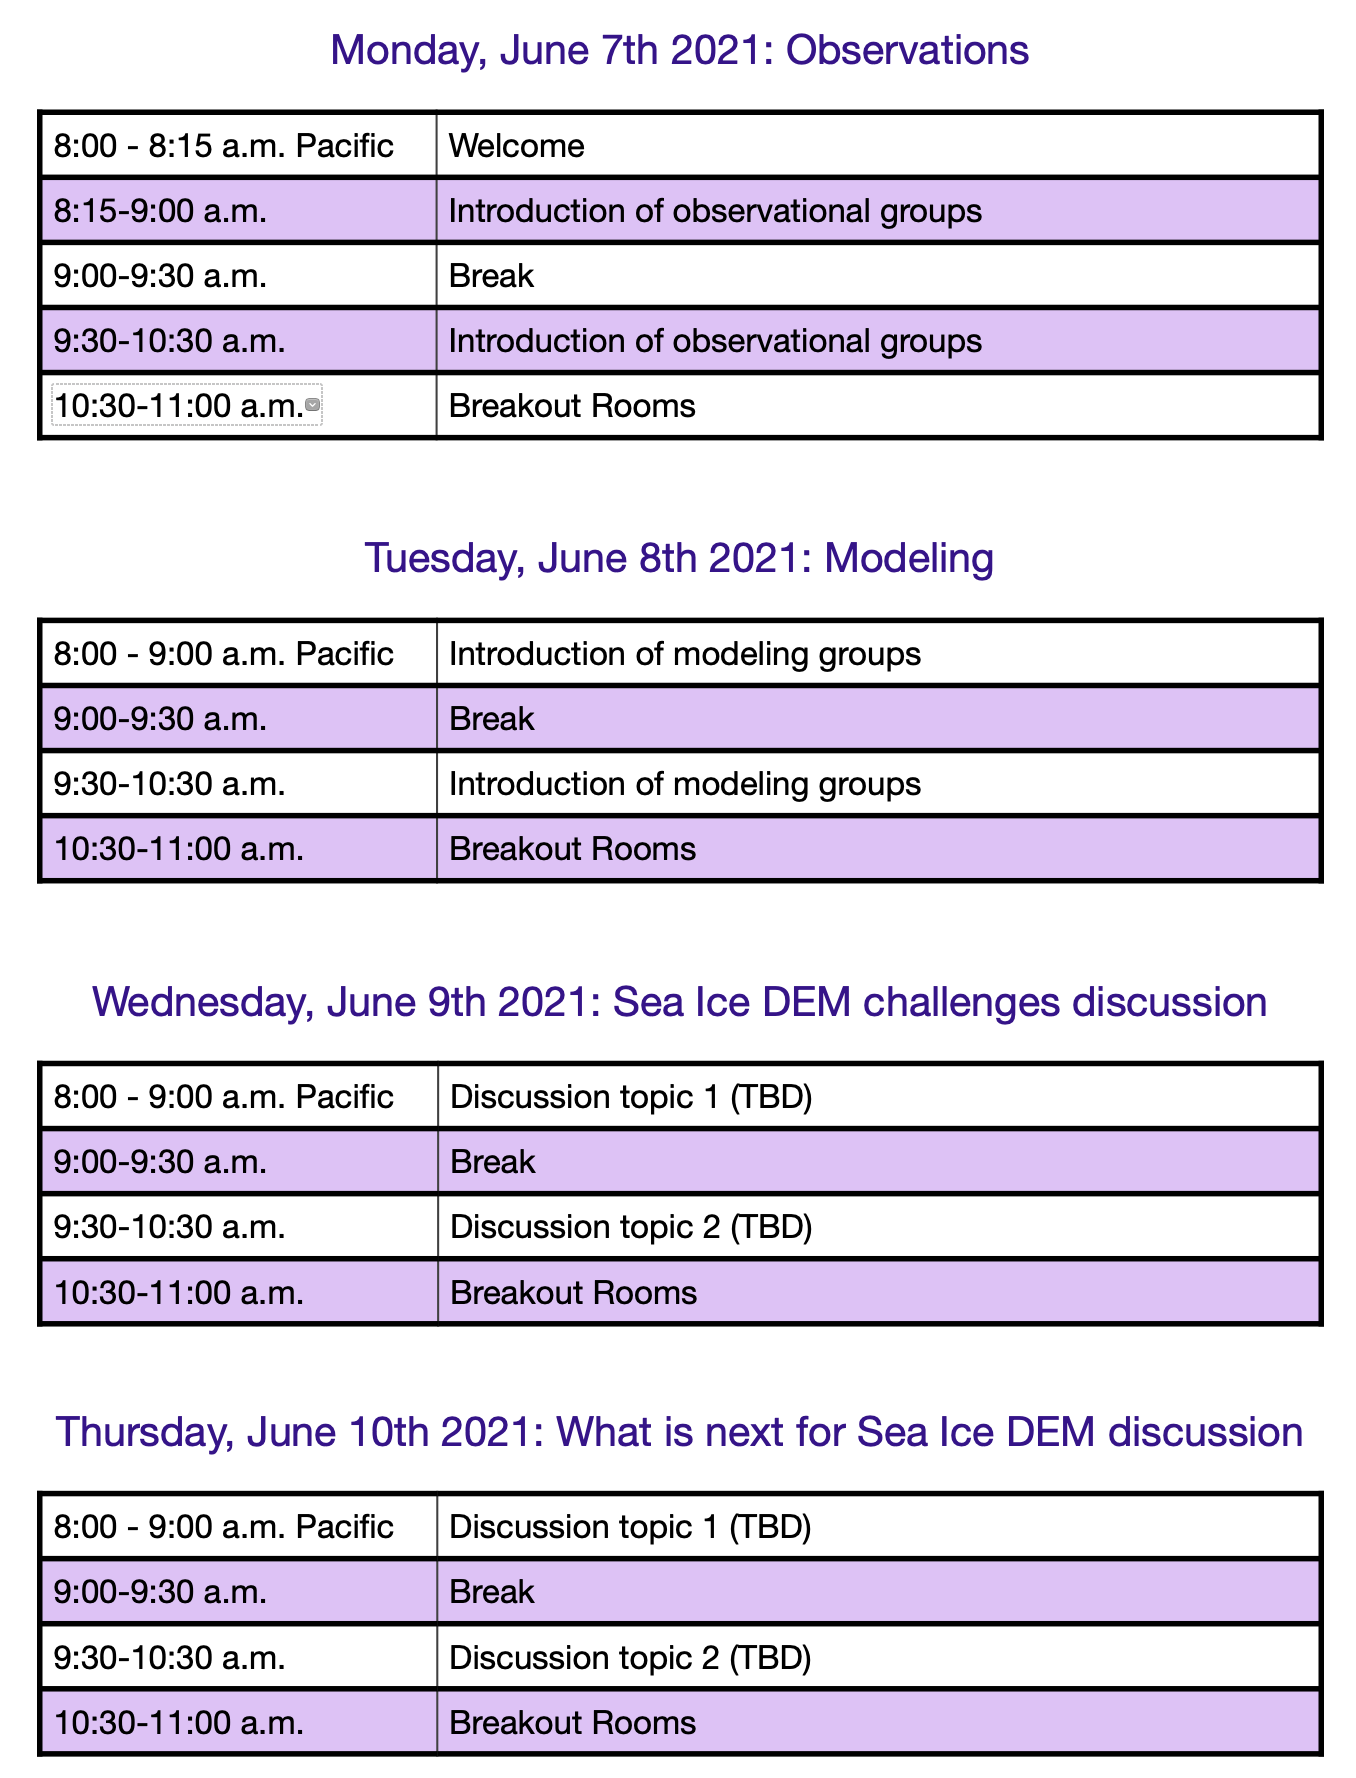 Monday, June 7th 2021: Observations
8:00 - 8:15 a.m. Pacific Welcome
8:15-9:00 a.m. Introduction of observational groups
9:00-9:30 a.m. Break
9:30-10:30 a.m. Introduction of observational groups
10:30-11:00 a.m. Breakout Rooms
Tuesday, June 8th 2021: Modeling
8:00 - 9:00 a.m. Pacific Introduction of modeling groups
9:00-9:30 a.m. Break
9:30-10:30 a.m. Introduction of modeling groups
10:30-11:00 a.m. Breakout Rooms
Wednesday, June 9th 2021: Sea Ice DEM challenges discussion
8:00 - 9:00 a.m. Pacific Discussion topic 1 (TBD)
9:00-9:30 a.m. Break
9:30-10:30 a.m. Discussion topic 2 (TBD)
10:30-11:00 a.m. Breakout Rooms
Thursday, June 10th 2021: What is next for Sea Ice DEM discussion
8:00 - 9:00 a.m. Pacific Discussion topic 1 (TBD)
9:00-9:30 a.m. Break
9:30-10:30 a.m. Discussion topic 2 (TBD)
10:30-11:00 a.m. Breakout Rooms